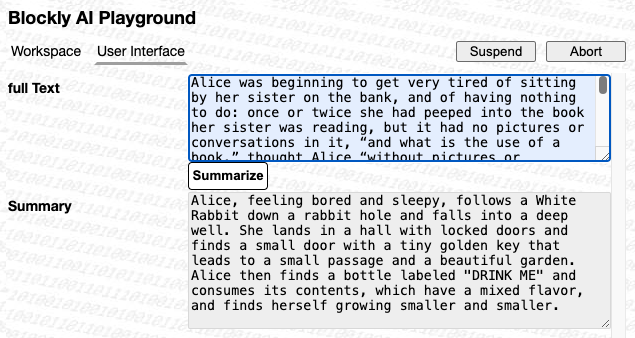 Blockly AI Playground
Workspace User Interface Suspend Abort
full Text
Alice was beginning to get very tired of sitting
by her sister on the bank, and of having nothing
to do: once or twice she had peeped into the book
her sister was reading, but it had no pictures or
conversations in it, “and what is the use of a
book,” thought Alice “without pictures or
Summarize
Summary
Alice, feeling bored and sleepy, follows a White
Rabbit down a rabbit hole and falls into a deep
well. She lands in a hall with locked doors and
finds a small door with a tiny golden key that
leads to a small passage and a beautiful garden.
Alice then finds a bottle labeled "DRINK ME" and
consumes its contents, which have a mixed flavor,
and finds herself growing smaller and smaller.